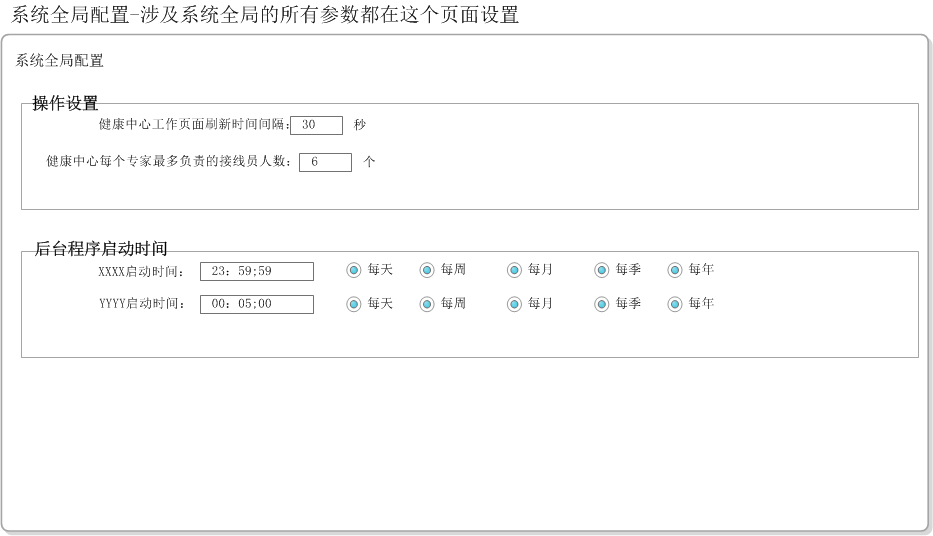 系统全局配置-涉及系统全局的所有参数都在这个页面设置
系统全局配置
操作设置
健康中心工作页面刷新时间间隔: 30 秒
健康中心每个专家最多负责的接线员人数: 6 个
后台程序启动时间
XXXX启动时间: 23: 59;59 每天 每周 每月 每季 每年
YYYY启动时间: 00: 05;00 每天 每周 每月 每季 每年